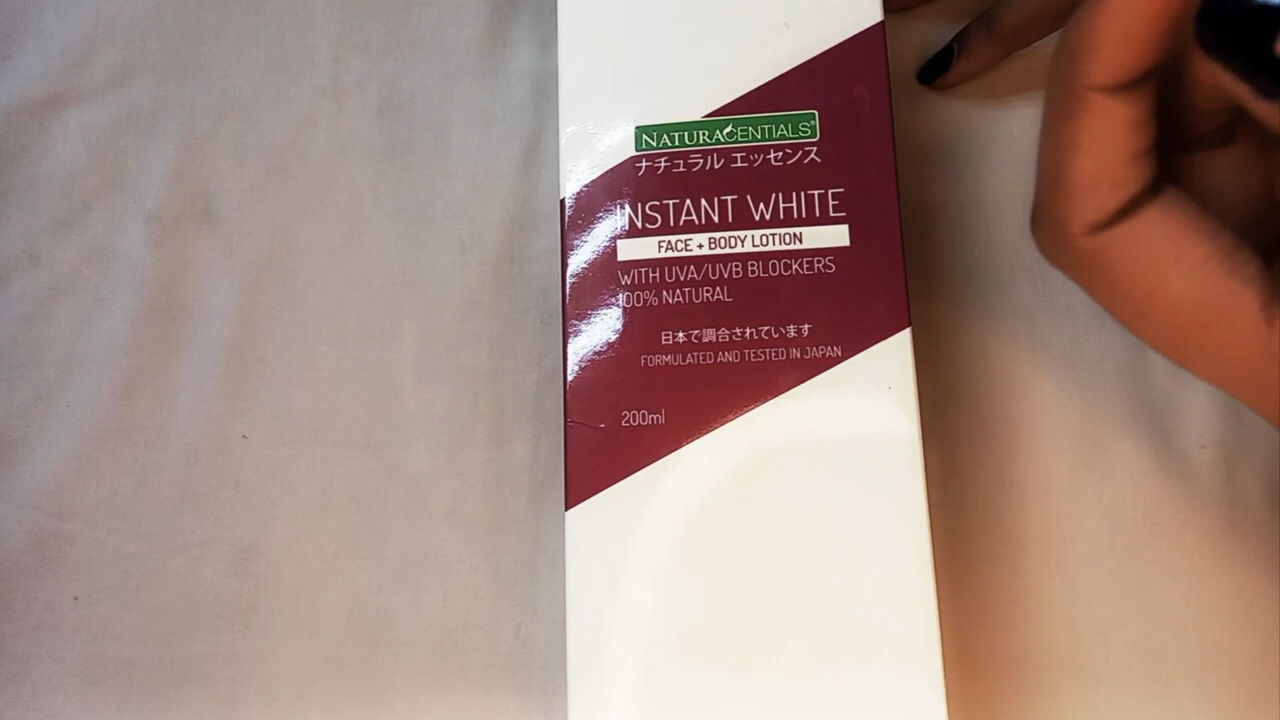 NATURACENTIALS®
ナチュラル エッセンス
INSTANT WHITE
FACE + BODY LOTION
WITH UVA/UVB BLOCKERS
100% NATURAL
日本で調合されています
FORMULATED AND TESTED IN JAPAN
200ml